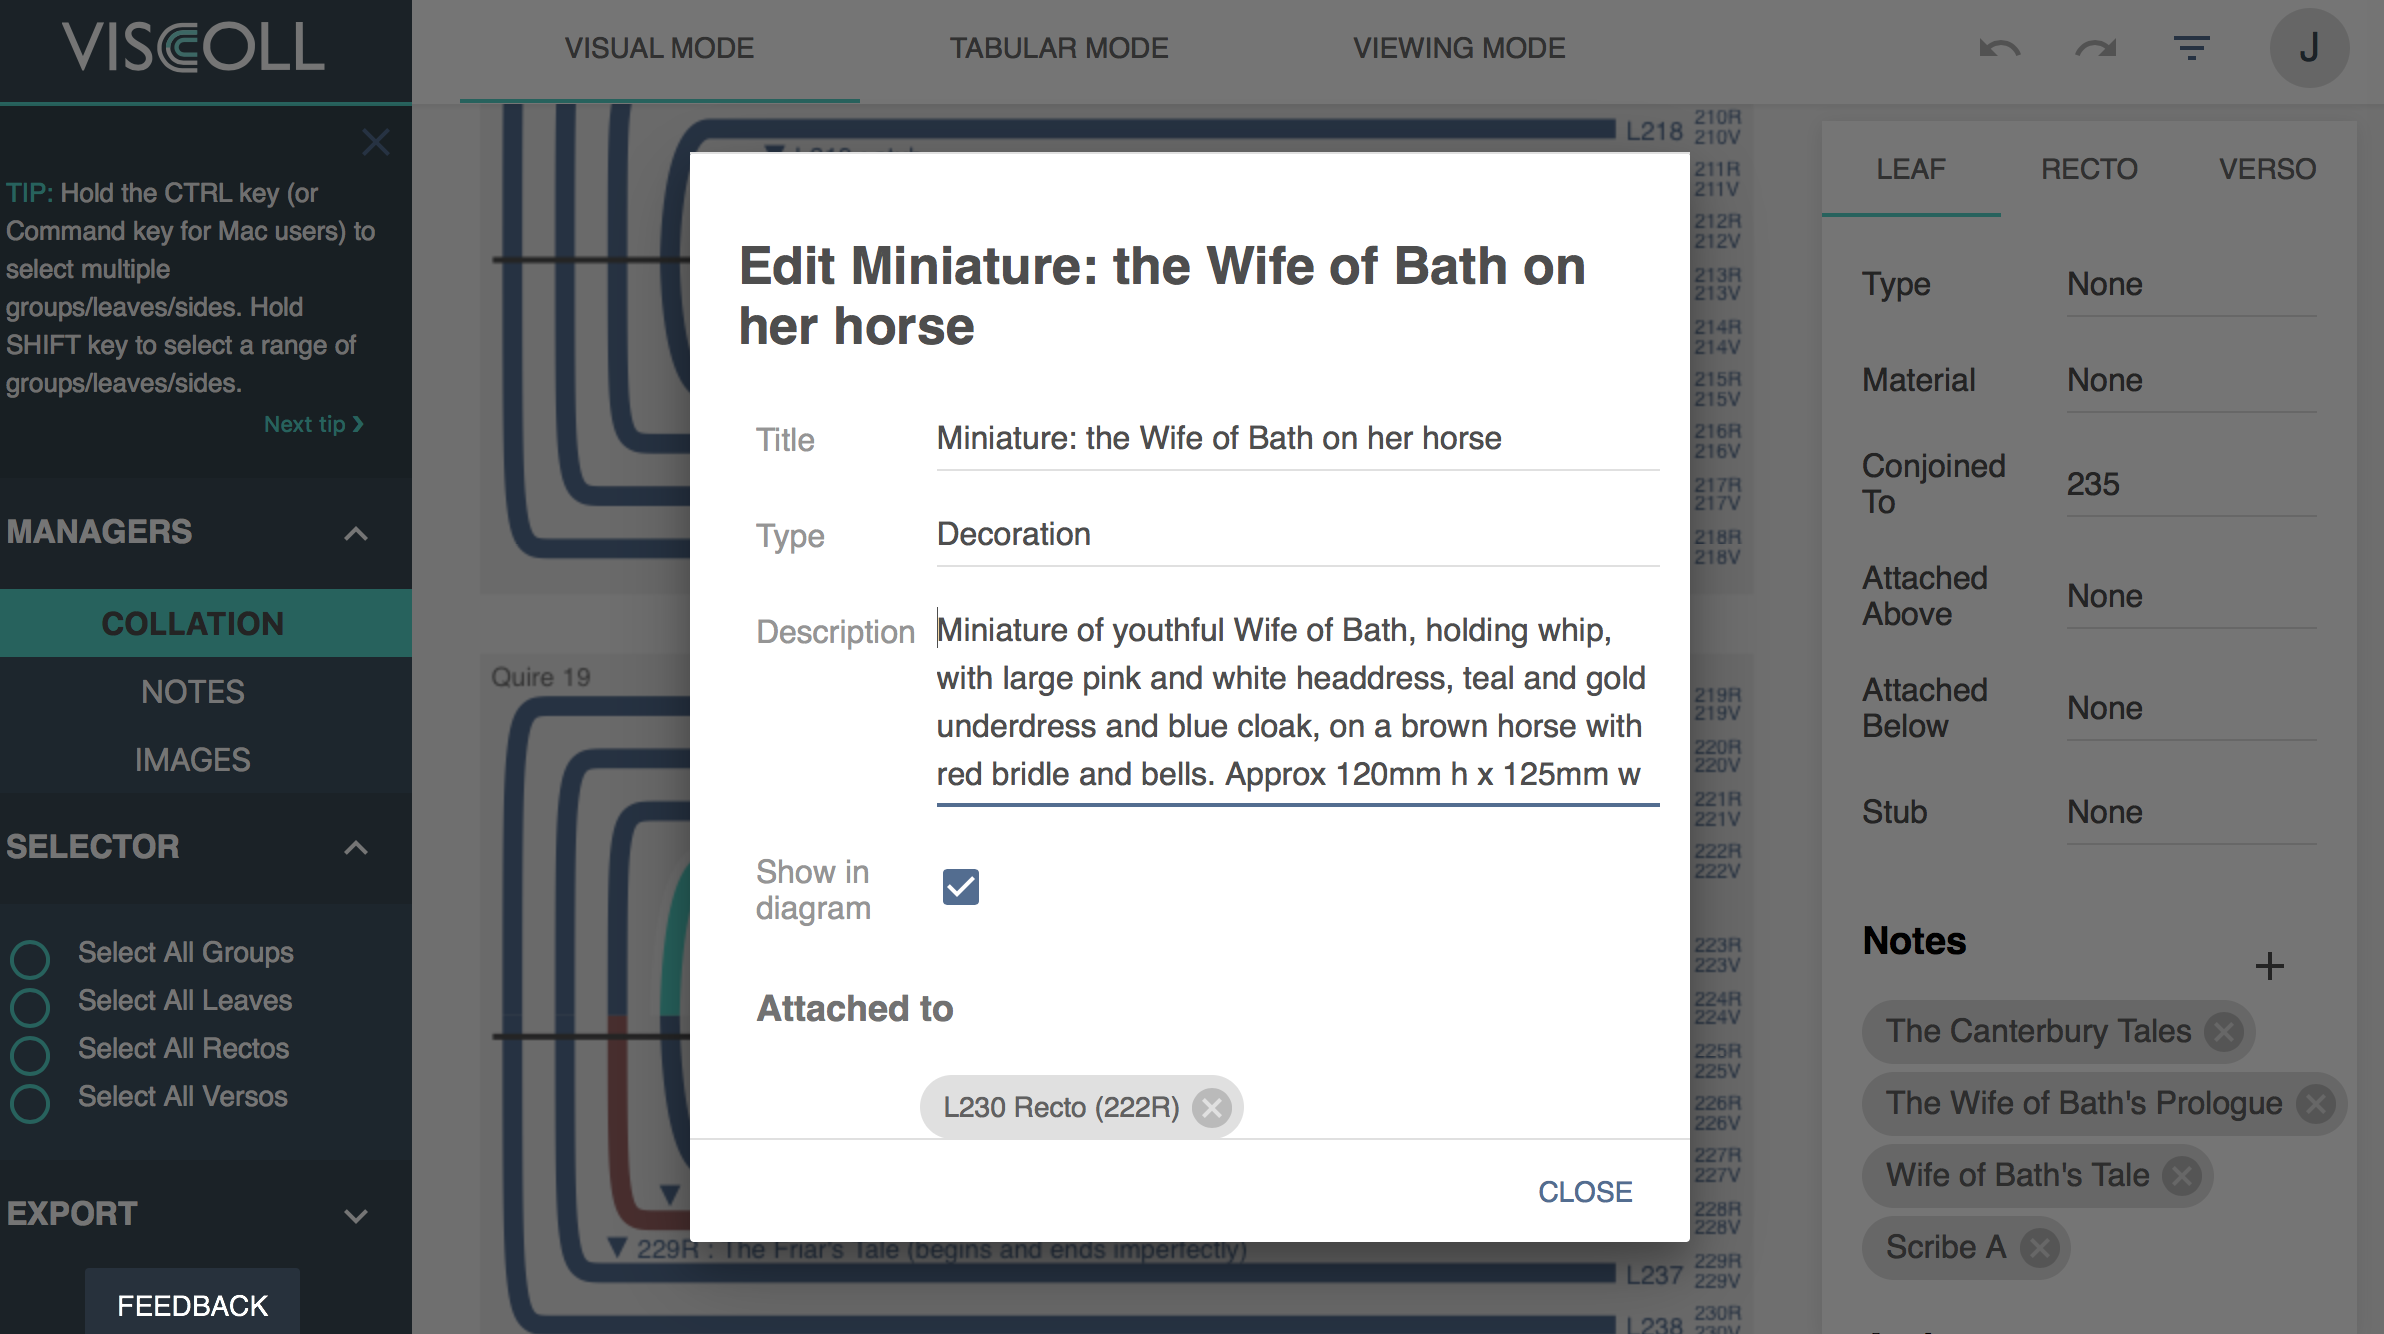 VISCOLL
VISUAL MODE
TABULAR MODE
VIEWING MODE
J
TIP: Hold the CTRL key (or
Command key for Mac users) to
select multiple
groups/leaves/sides. Hold
SHIFT key to select a range of
groups/leaves/sides.
Next tip
MANAGERS
COLLATION
NOTES
IMAGES
SELECTOR
Select All Groups
Select All Leaves
Select All Rectos
Select All Versos
EXPORT
FEEDBACK
L218
210R
210V
211R
211V
212R
212V
213R
213V
214R
214V
215R
215V
216R
216V
217R
217V
218R
218V
Quire 19
219R
219V
220R
220V
221R
221V
222R
222V
223R
223V
224R
224V
225R
225V
226R
226V
227R
227V
228R
228V
229R : The Friar's Tale (begins and ends imperfectly)
L237
229R
229V
L238
230R
230V
Edit Miniature: the Wife of Bath on
her horse
Title
Miniature: the Wife of Bath on her horse
Type
Decoration
Description
Miniature of youthful Wife of Bath, holding whip,
with large pink and white headdress, teal and gold
underdress and blue cloak, on a brown horse with
red bridle and bells. Approx 120mm h x 125mm w
Show in
diagram
Attached to
L230 Recto (222R)
CLOSE
LEAF
RECTO
VERSO
Type
None
Material
None
Conjoined
To
235
Attached
Above
None
Attached
Below
None
Stub
None
Notes
The Canterbury Tales
The Wife of Bath's Prologue
Wife of Bath's Tale
Scribe A